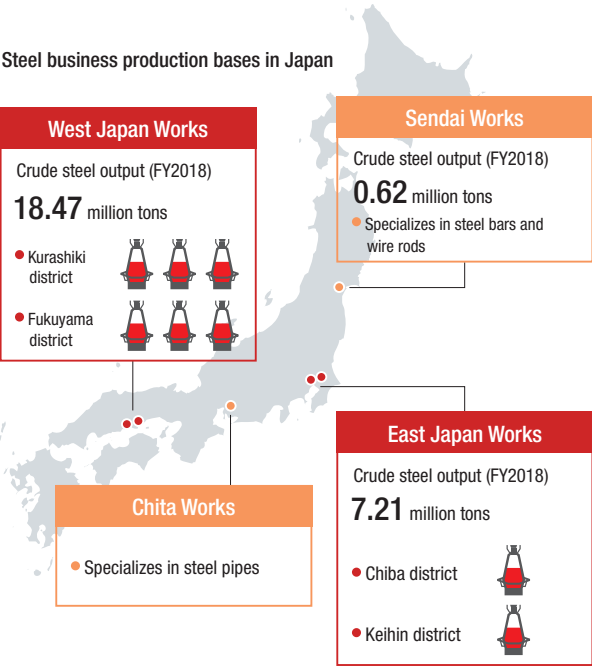 Steel business production bases in Japan
West Japan Works
Crude steel output (FY2018)
18.47 million tons
Kurashiki
district
Fukuyama
district
Sendai Works
Crude steel output (FY2018)
0.62 million tons
Specializes in steel bars and
wire rods
Chita Works
Specializes in steel pipes
East Japan Works
Crude steel output (FY2018)
7.21 million tons
Chiba district
Keihin district